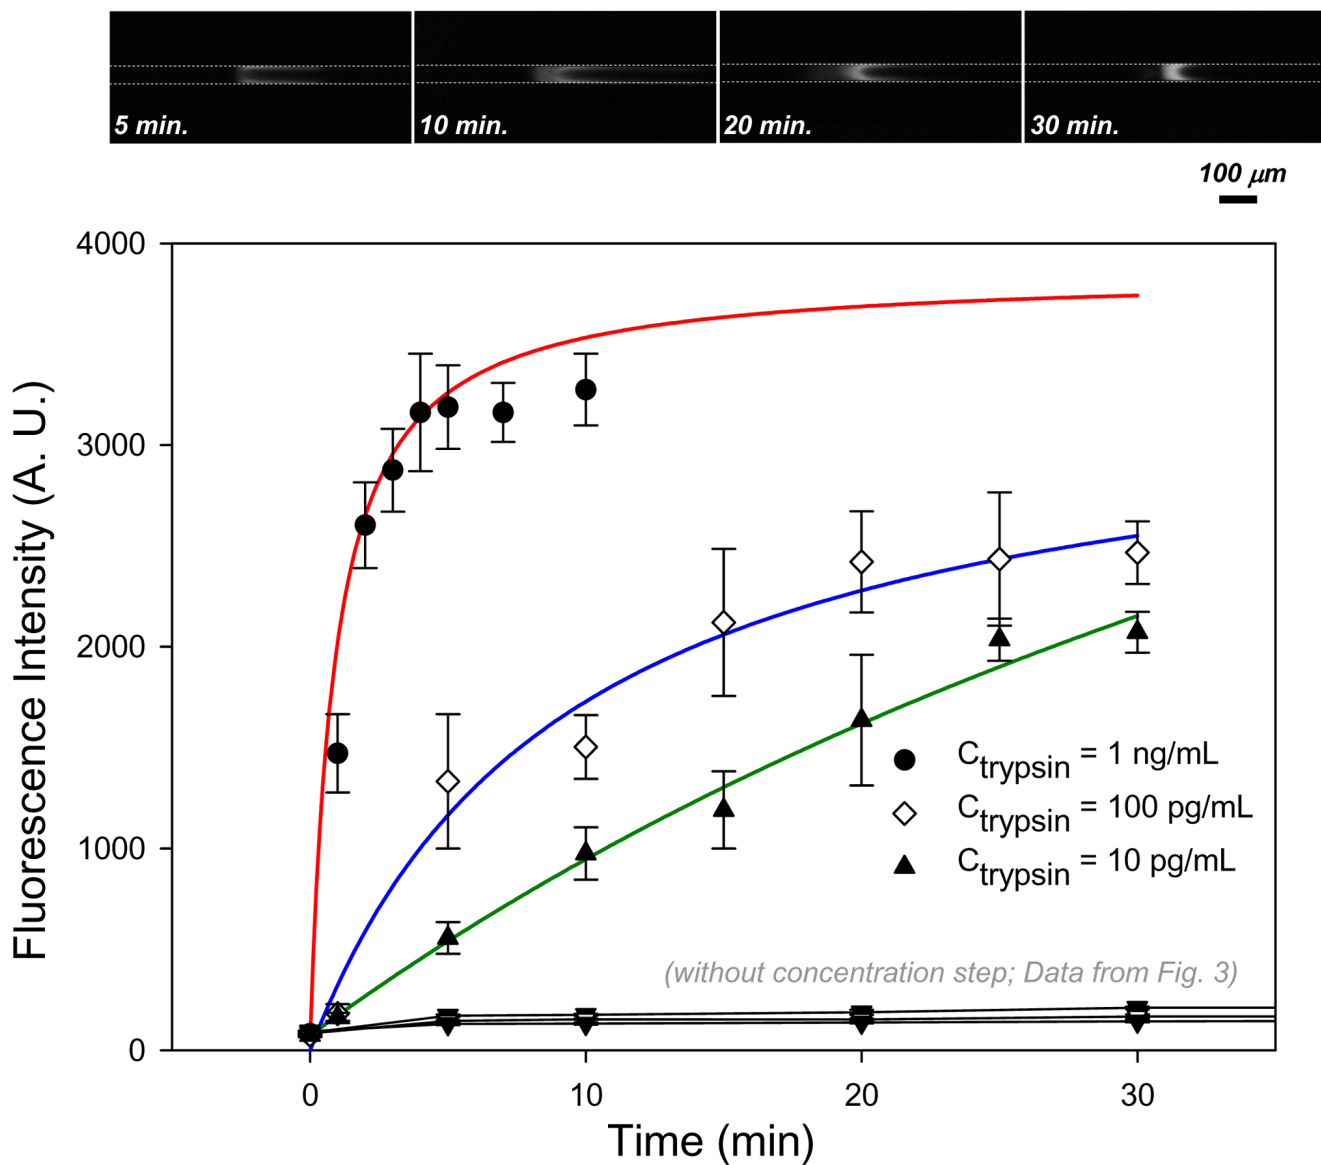 5 min.
10 min.
20 min.
30 min.
100 μm
Fluorescence Intensity (A. U.)
4000
3000
2000
1000
0
C trypsin = 1 ng/mL
C trypsin = 100 pg/mL
C trypsin = 10 pg/mL
(without concentration step; Data from Fig. 3)
0
10
20
30
Time (min)